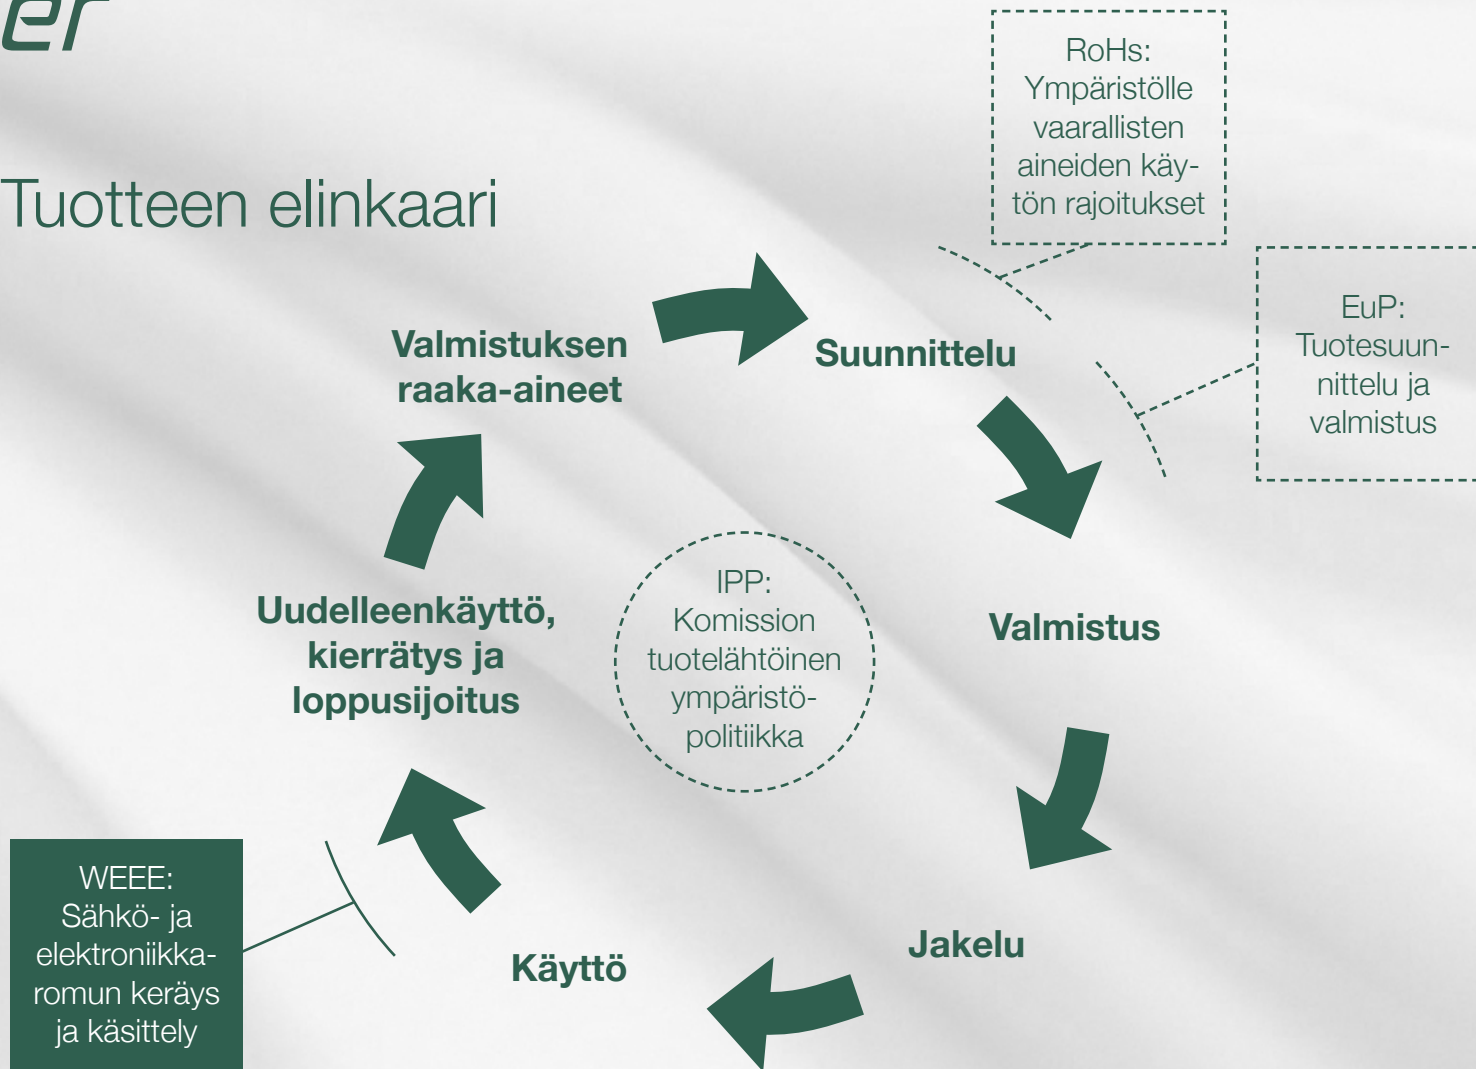 er
Tuotteen elinkaari
RoHs:
Ympäristölle
vaarallisten
aineiden käy-
tön rajoitukset
EuP:
Tuotesuun-
nittelu ja
valmistus
Valmistuksen
raaka-aineet
Suunnittelu
IPP:
Komission
tuotelähtöinen
ympäristö-
politiikka
Valmistus
Uudelleenkäyttö,
kierrätys ja
loppusijoitus
Jakelu
Käyttö
WEEE:
Sähkö- ja
elektroniikka-
romun keräys
ja käsittely